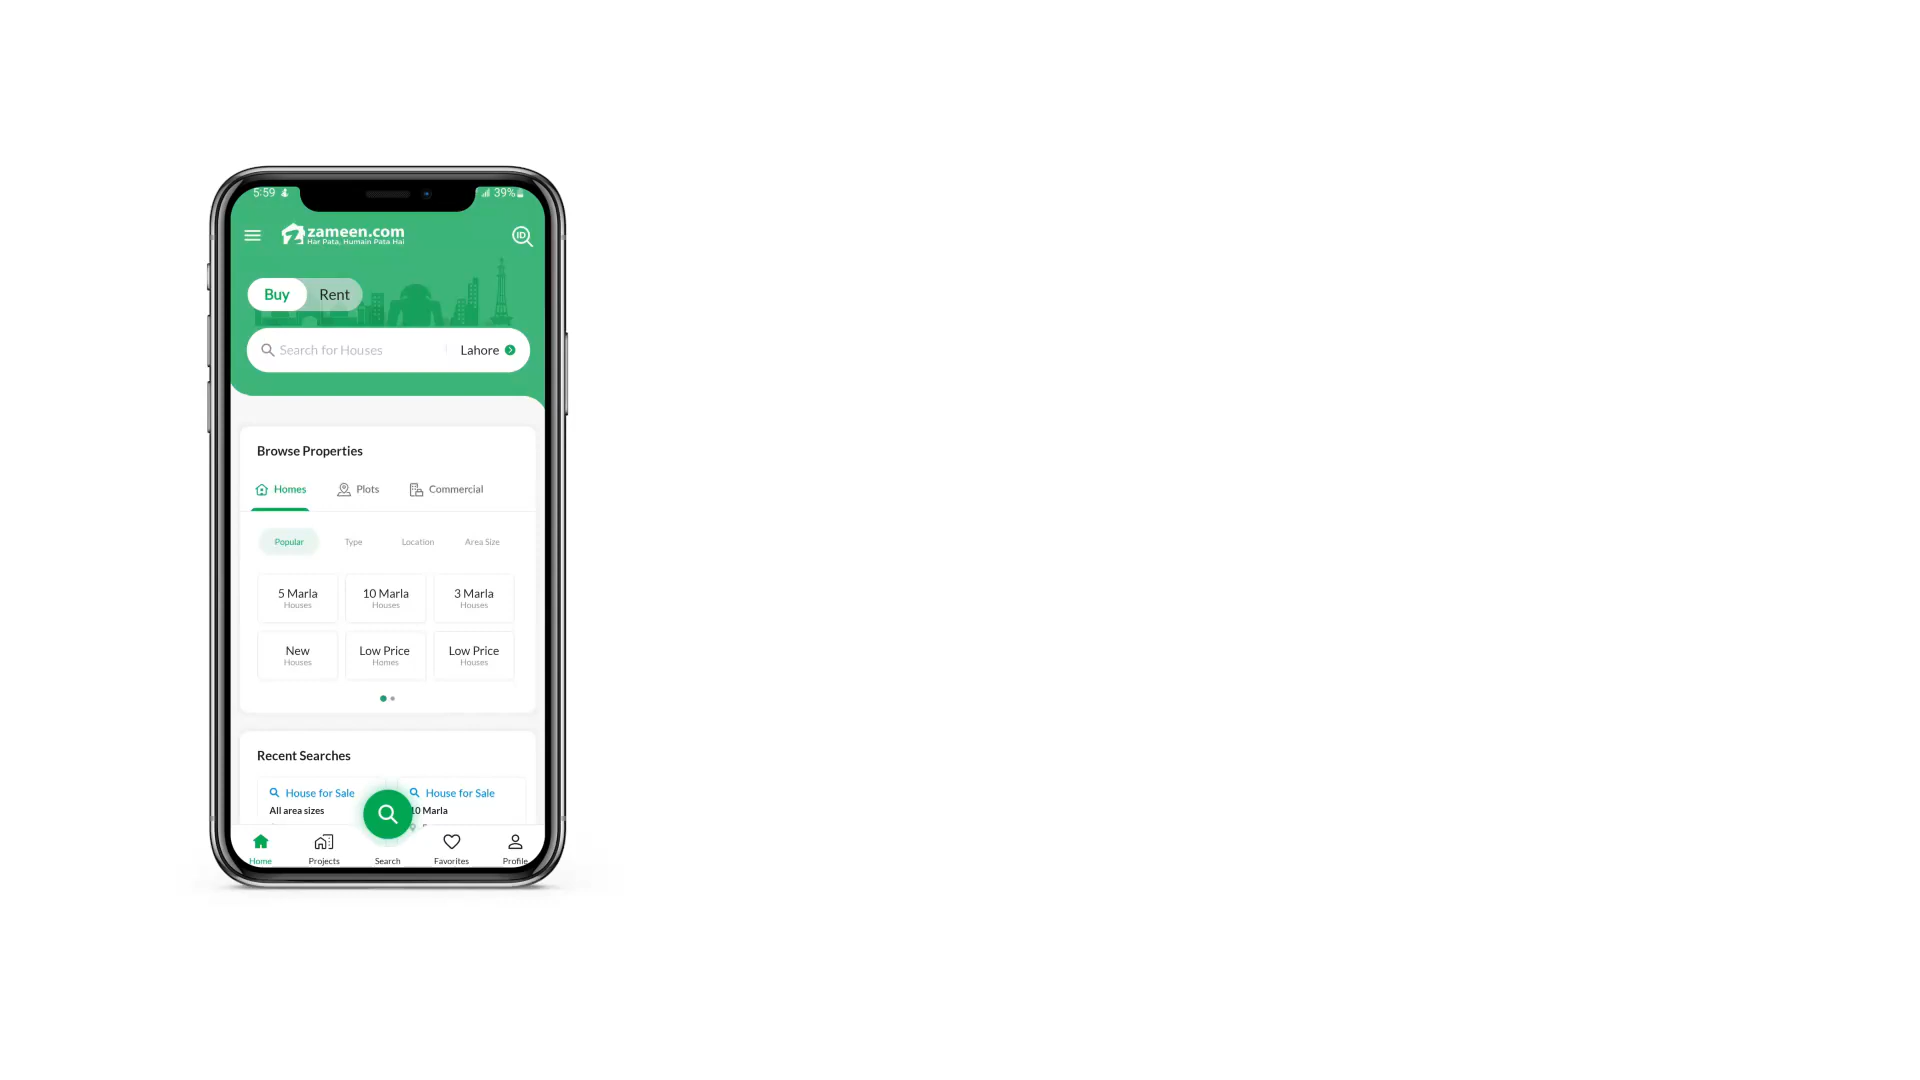 5:59
39%
zameen.com
Har Pata, Humain Pata Hai
ID
Buy Rent
Search for Houses Lahore
Browse Properties
Homes Plots Commercial
Popular Type Location Area Size
5 Marla 10 Marla 3 Marla
Houses Houses Houses
New Low Price Low Price
Houses Homes Houses
Recent Searches
House for Sale House for Sale
All area sizes 10 Marla
Home Projects Search Favorites Profile